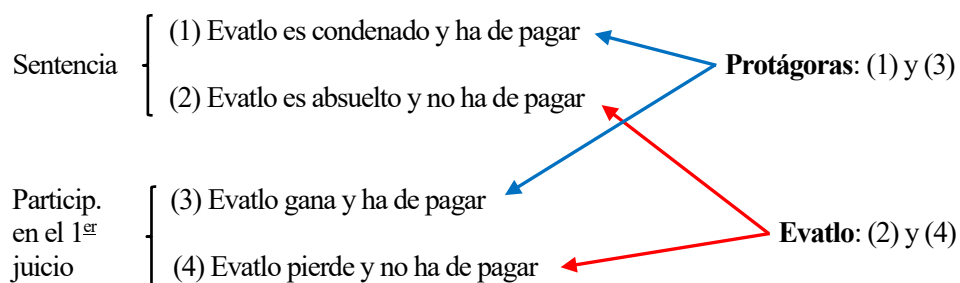 (1) Evatlo es condenado y ha de pagar
Sentencia
Protágoras: (1) y (3)
(2) Evatlo es absuelto y no ha de pagar
Particip.
en el 1er
juicio
(3) Evatlo gana y ha de pagar
Evatlo: (2) y (4)
(4) Evatlo pierde y no ha de pagar